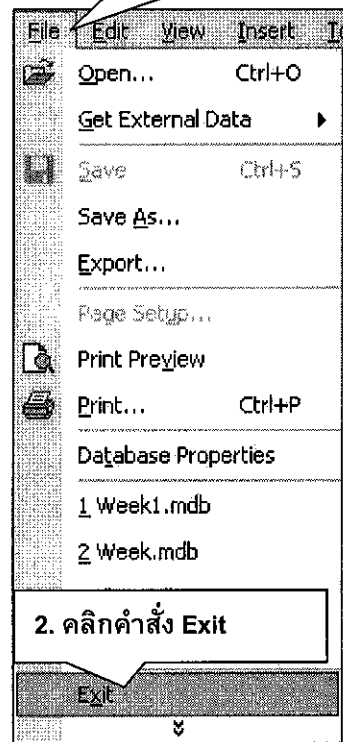 File Edit View Insert
Open... Ctrl+O
Get External Data
Save Ctrl+S
Save As...
Export...
Page Setup...
Print Preview
Print... Ctrl+P
Database Properties
1 Week1.mdb
2 Week.mdb
2. คลิกคำสั่ง Exit
Exit